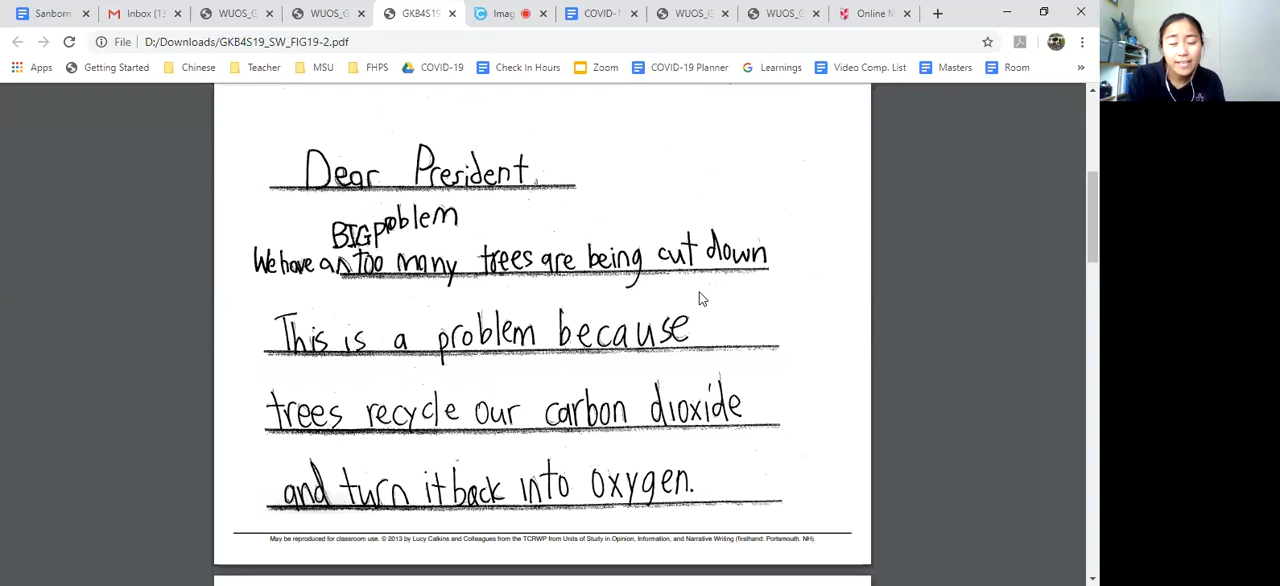 Sanborn
Inbox (1
WUOS_G
WUOS_G
GKB4S19
Imag
COVID-1
WUOS_G
WUOS_G
Online M
File D:/Downloads/GKB4S19_SW_FIG19-2.pdf
Apps Getting Started Chinese Teacher MSU FHPS COVID-19 Check In Hours Zoom COVID-19 Planner Learnings Video Comp. List Masters Room »
Dear President.
BIG problem
We have a too many trees are being cut down
This is a problem because
trees recycle our carbon dioxide
and turn it back into oxygen.
May be reproduced for classroom use. © 2013 by Lucy Calkins and Colleagues from the TCRWP from Units of Study in Opinion, Information, and Narrative Writing (firsthand: Portsmouth, NH).